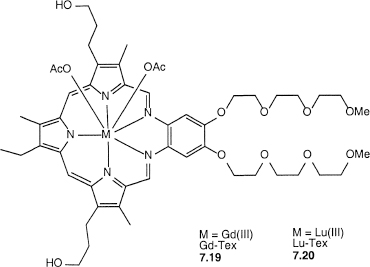 HO
AcO OAc
N N
N M
N N
O O O OMe
O O O OMe
HO
M = Gd(III) M = Lu(III)
Gd-Tex Lu-Tex
7.19 7.20